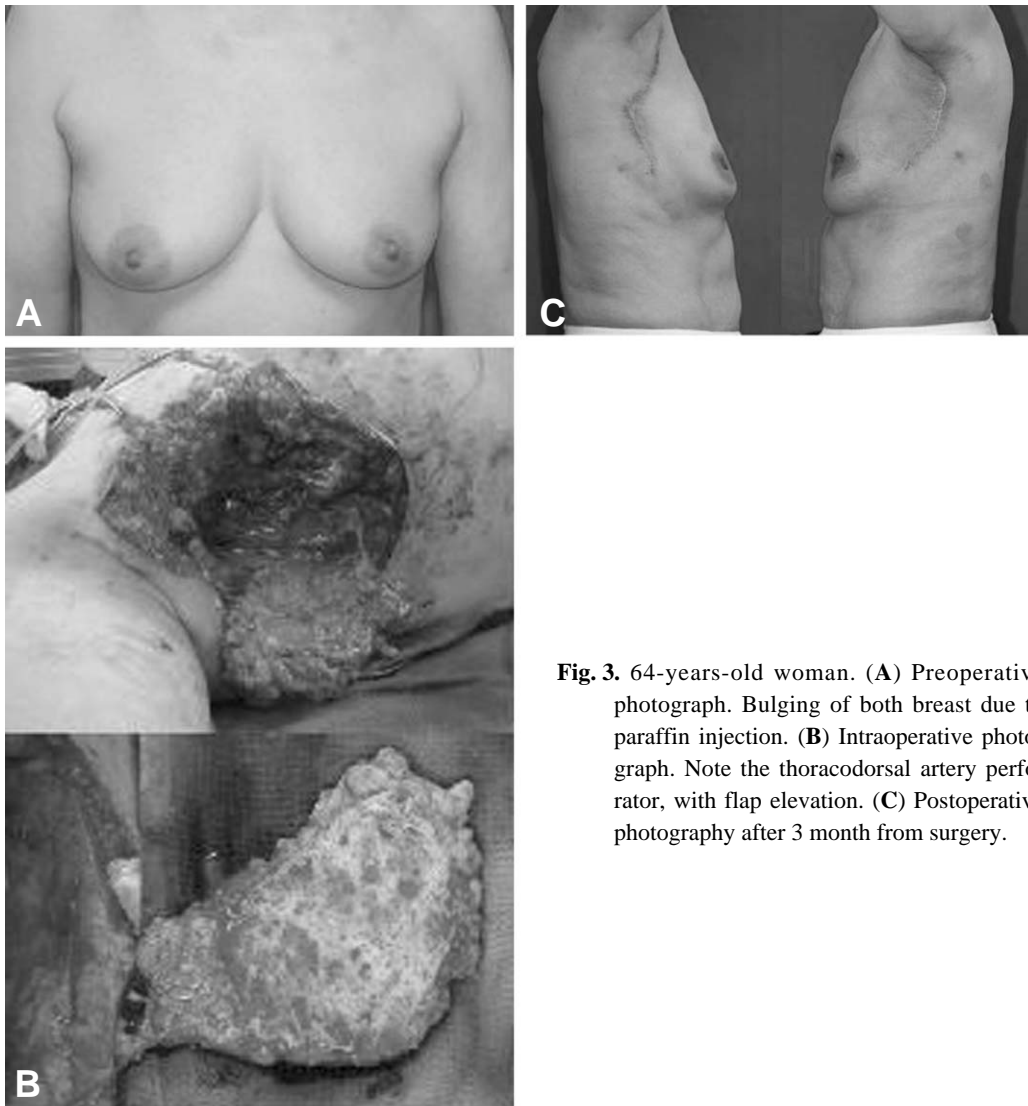 A
C
B
Fig. 3. 64-years-old woman. (A) Preoperativ
photograph. Bulging of both breast due t
paraffin injection. (B) Intraoperative photo
graph. Note the thoracodorsal artery perfo
rator, with flap elevation. (C) Postoperativ
photography after 3 month from surgery.